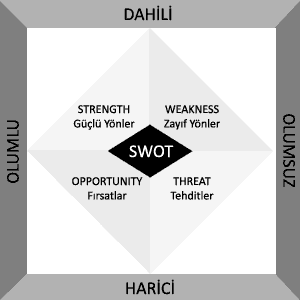 DAHİLİ
STRENGTH
Güçlü Yönler
WEAKNESS
Zayıf Yönler
OLUMLU
SWOT
OLUMSUZ
OPPORTUNITY
Fırsatlar
THREAT
Tehditler
HARİCİ